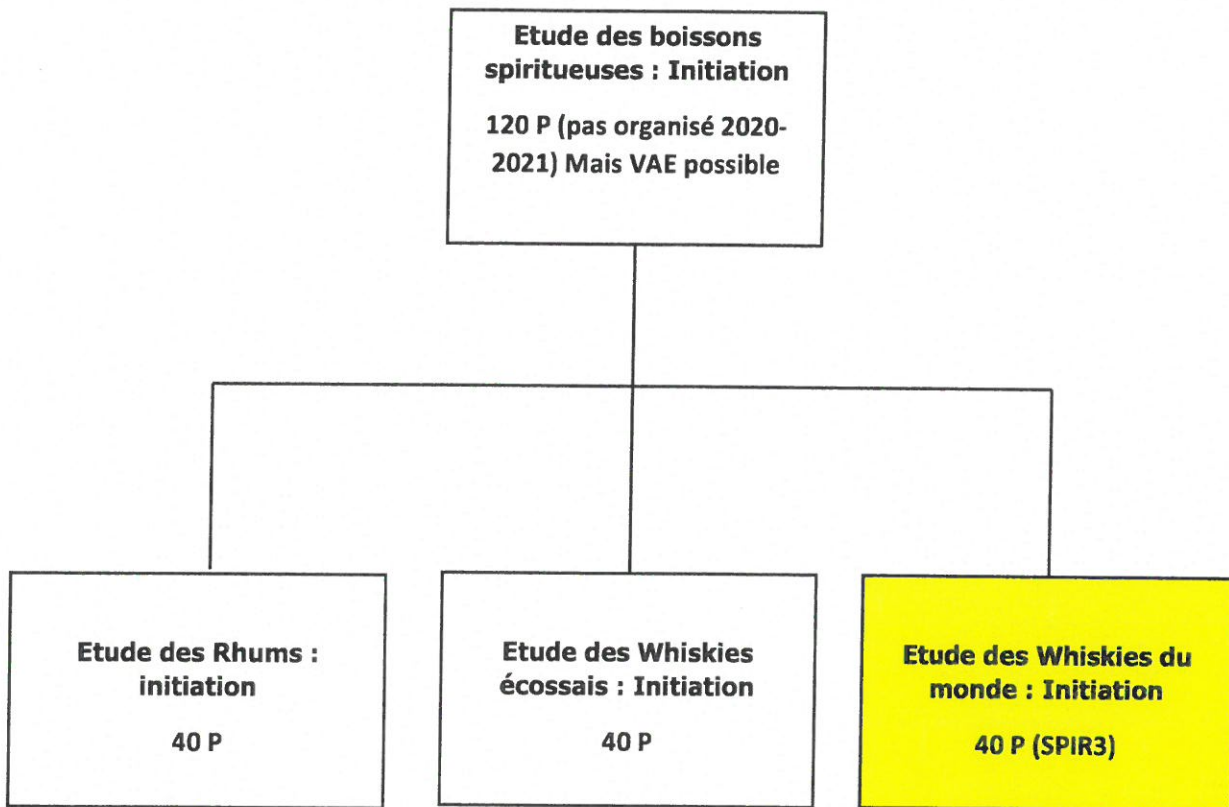 Etude des boissons
spiritueuses : Initiation
120 P (pas organisé 2020-
2021) Mais VAE possible
Etude des Rhums :
initiation
40 P
Etude des Whiskies
écossais : Initiation
40 P
Etude des Whiskies du
monde : Initiation
40 P (SPIR3)